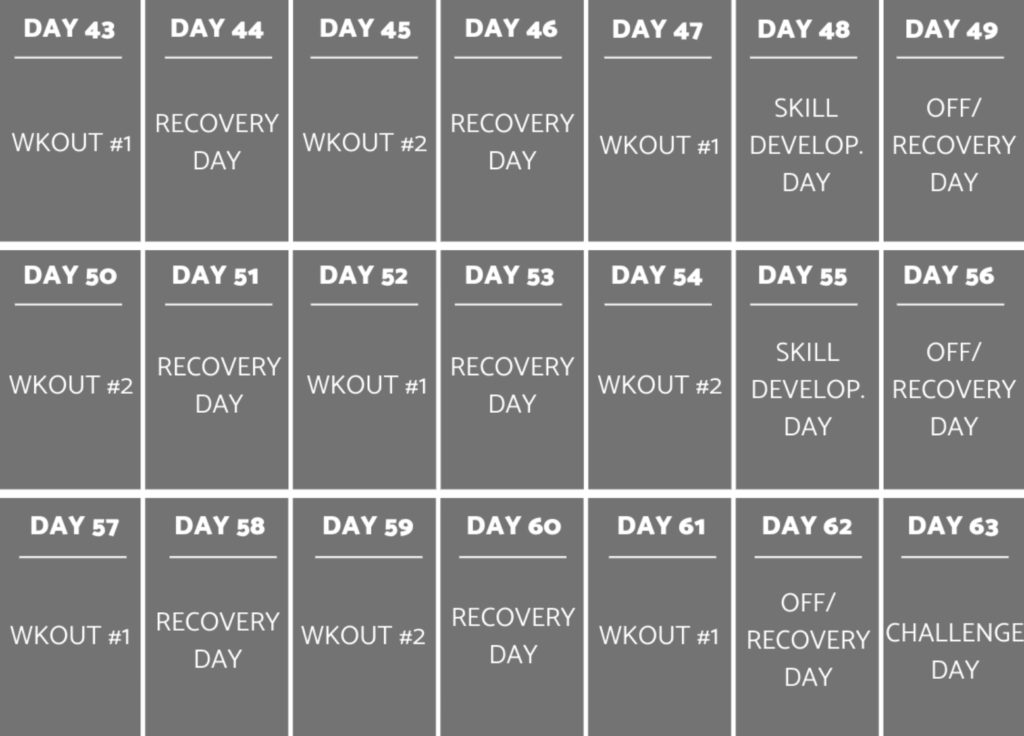 DAY 43
WKOUT #1
DAY 44
RECOVERY
DAY
DAY 45
WKOUT #2
DAY 46
RECOVERY
DAY
DAY 47
WKOUT #1
DAY 48
SKILL
DEVELOP.
DAY
DAY 49
OFF/
RECOVERY
DAY
DAY 50
WKOUT #2
DAY 51
RECOVERY
DAY
DAY 52
WKOUT #1
DAY 53
RECOVERY
DAY
DAY 54
WKOUT #2
DAY 55
SKILL
DEVELOP.
DAY
DAY 56
OFF/
RECOVERY
DAY
DAY 57
WKOUT #1
DAY 58
RECOVERY
DAY
DAY 59
WKOUT #2
DAY 60
RECOVERY
DAY
DAY 61
WKOUT #1
DAY 62
OFF/
RECOVERY
DAY
DAY 63
CHALLENGE
DAY